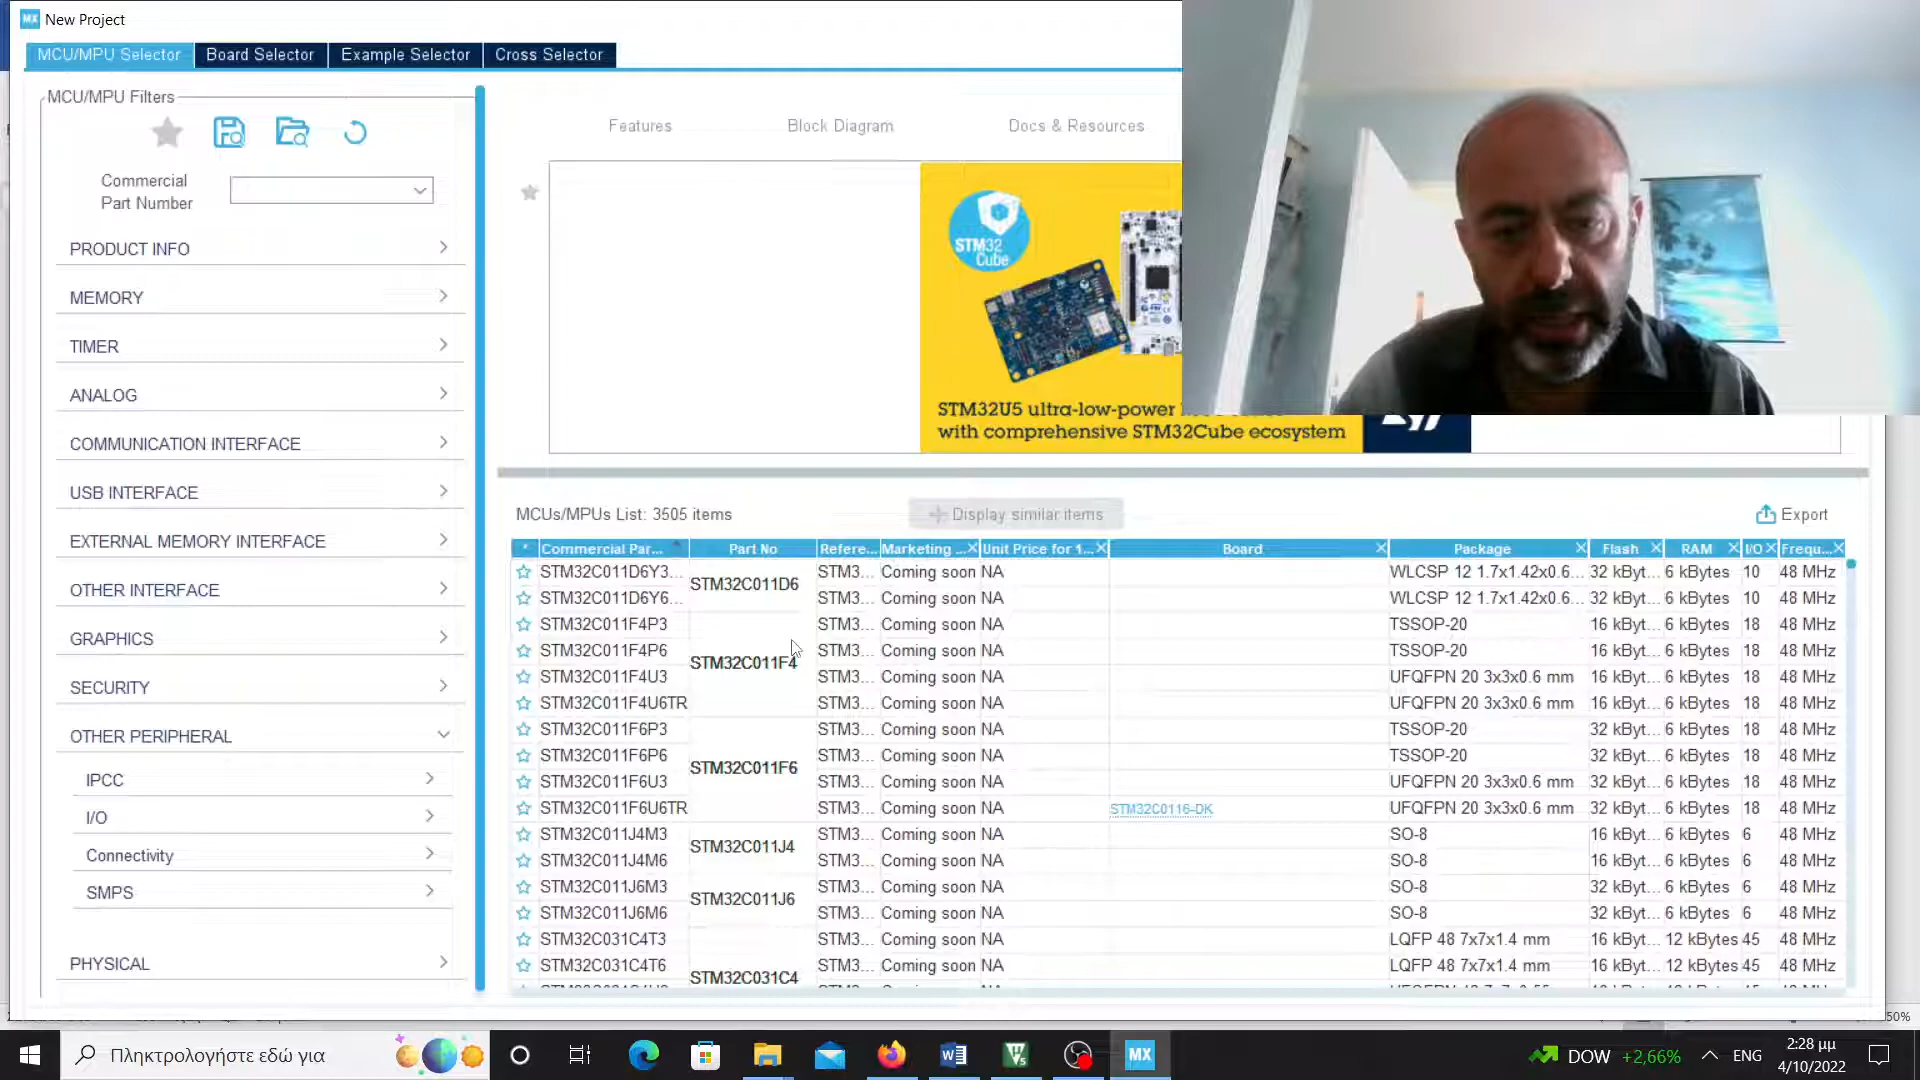 New Project
MCU/MPU Selector Board Selector Example Selector Cross Selector
MCU/MPU Filters
Commercial
Part Number
PRODUCT INFO
MEMORY
TIMER
ANALOG
COMMUNICATION INTERFACE
USB INTERFACE
EXTERNAL MEMORY INTERFACE
OTHER INTERFACE
GRAPHICS
SECURITY
OTHER PERIPHERAL
IPCC
I/O
Connectivity
SMPS
PHYSICAL
Features Block Diagram Docs & Resources
STM32
Cube
STM32U5 ultra-low-power
with comprehensive STM32Cube ecosystem
MCUs/MPUs List: 3505 items
Display similar items
Export
* Commercial Par... Part No Refere... Marketing ... Unit Price for 1... Board Package Flash RAM I/O Frequ...
STM32C011D6Y3... STM32C011D6 STM3... Coming soon NA WLCSP 12 1.7x1.42x0.6... 32 kByt... 6 kBytes 10 48 MHz
STM32C011D6Y6... STM3... Coming soon NA WLCSP 12 1.7x1.42x0.6... 32 kByt... 6 kBytes 10 48 MHz
STM32C011F4P3 STM3... Coming soon NA TSSOP-20 16 kByt... 6 kBytes 18 48 MHz
STM32C011F4P6 STM32C011F4 STM3... Coming soon NA TSSOP-20 16 kByt... 6 kBytes 18 48 MHz
STM32C011F4U3 STM3... Coming soon NA UFQFPN 20 3x3x0.6 mm 16 kByt... 6 kBytes 18 48 MHz
STM32C011F4U6TR STM3... Coming soon NA UFQFPN 20 3x3x0.6 mm 16 kByt... 6 kBytes 18 48 MHz
STM32C011F6P3 STM3... Coming soon NA TSSOP-20 32 kByt... 6 kBytes 18 48 MHz
STM32C011F6P6 STM32C011F6 STM3... Coming soon NA TSSOP-20 32 kByt... 6 kBytes 18 48 MHz
STM32C011F6U3 STM3... Coming soon NA UFQFPN 20 3x3x0.6 mm 32 kByt... 6 kBytes 18 48 MHz
STM32C011F6U6TR STM3... Coming soon NA STM32C0116-DK UFQFPN 20 3x3x0.6 mm 32 kByt... 6 kBytes 18 48 MHz
STM32C011J4M3 STM32C011J4 STM3... Coming soon NA SO-8 16 kByt... 6 kBytes 6 48 MHz
STM32C011J4M6 STM3... Coming soon NA SO-8 16 kByt... 6 kBytes 6 48 MHz
STM32C011J6M3 STM32C011J6 STM3... Coming soon NA SO-8 32 kByt... 6 kBytes 6 48 MHz
STM32C011J6M6 STM3... Coming soon NA SO-8 32 kByt... 6 kBytes 6 48 MHz
STM32C031C4T3 STM3... Coming soon NA LQFP 48 7x7x1.4 mm 16 kByt... 12 kBytes 45 48 MHz
STM32C031C4T6 STM32C031C4 STM3... Coming soon NA LQFP 48 7x7x1.4 mm 16 kByt... 12 kBytes 45 48 MHz
50%
Πληκτρολογήστε εδώ για
MX
DOW +2,66%
ENG
2:28 μμ
4/10/2022